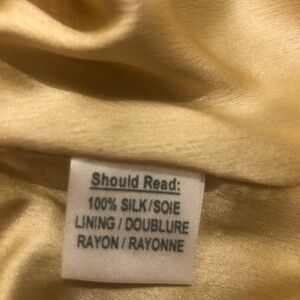 Should Read:
100% SILK/SOIE
LINING / DOUBLURE
RAYON / RAYONNE